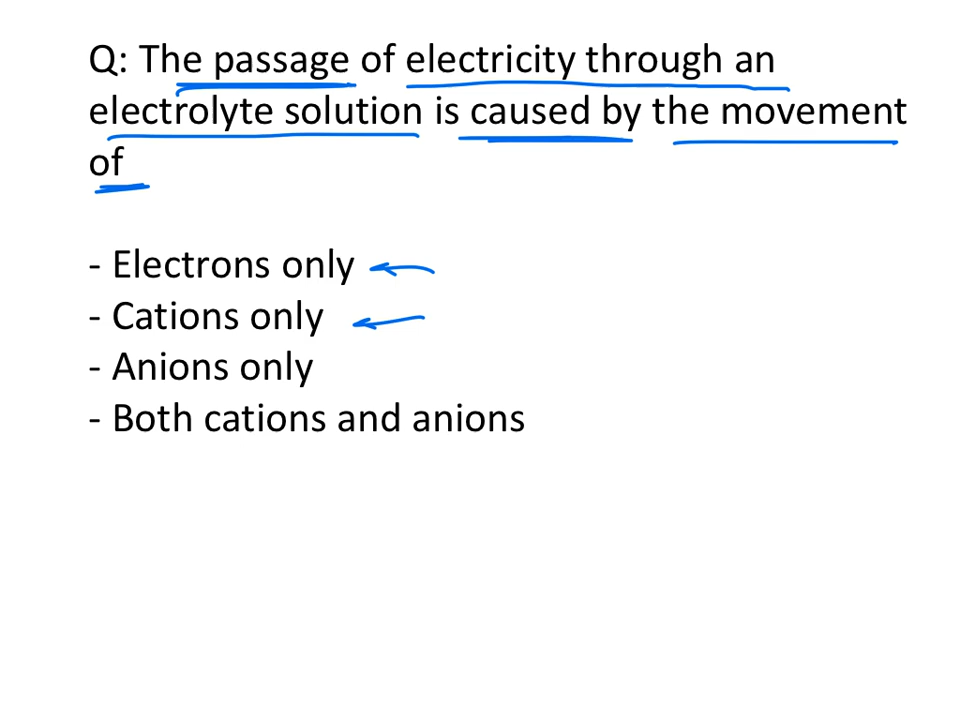 Q: The passage of electricity through an
electrolyte solution is caused by the movement
of
- Electrons only
- Cations only
- Anions only
- Both cations and anions